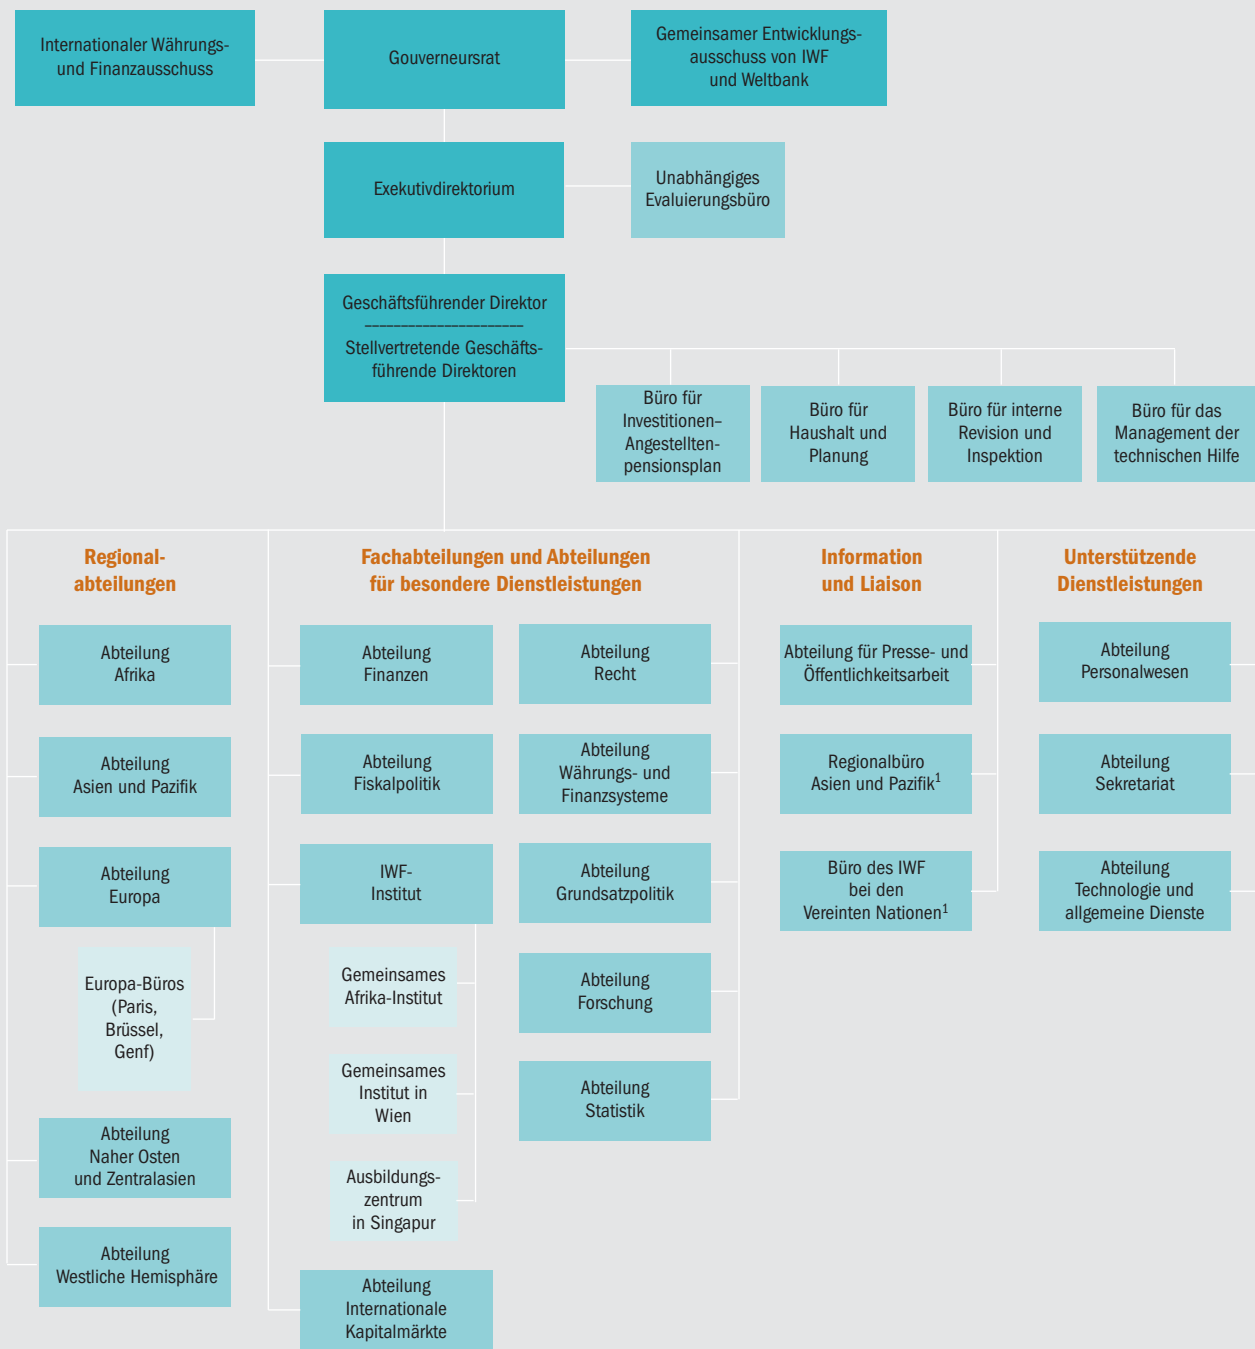 Internationaler Währungs-
und Finanzausschuss
Gouverneursrat
Gemeinsamer Entwicklungs-
ausschuss von IWF
und Weltbank
Exekutivdirektorium
Unabhängiges
Evaluierungsbüro
Geschäftsführender Direktor
Stellvertretende Geschäfts-
führende Direktoren
Büro für
Investitionen–
Angestellten-
pensionsplan
Büro für
Haushalt und
Planung
Büro für interne
Revision und
Inspektion
Büro für das
Management der
technischen Hilfe
Regional-
abteilungen
Abteilung
Afrika
Abteilung
Asien und Pazifik
Abteilung
Europa
Europa-Büros
(Paris,
Brüssel,
Genf)
Abteilung
Naher Osten
und Zentralasien
Abteilung
Westliche Hemisphäre
Fachabteilungen und Abteilungen
für besondere Dienstleistungen
Abteilung
Finanzen
Abteilung
Fiskalpolitik
IWF-
Institut
Gemeinsames
Afrika-Institut
Gemeinsames
Institut in
Wien
Ausbildungs-
zentrum
in Singapur
Abteilung
Internationale
Kapitalmärkte
Abteilung
Recht
Abteilung
Währungs- und
Finanzsysteme
Abteilung
Grundsatzpolitik
Abteilung
Forschung
Abteilung
Statistik
Information
und Liaison
Abteilung für Presse- und
Öffentlichkeitsarbeit
Regionalbüro
Asien und Pazifik¹
Büro des IWF
bei den
Vereinten Nationen¹
Unterstützende
Dienstleistungen
Abteilung
Personalwesen
Abteilung
Sekretariat
Abteilung
Technologie und
allgemeine Dienste